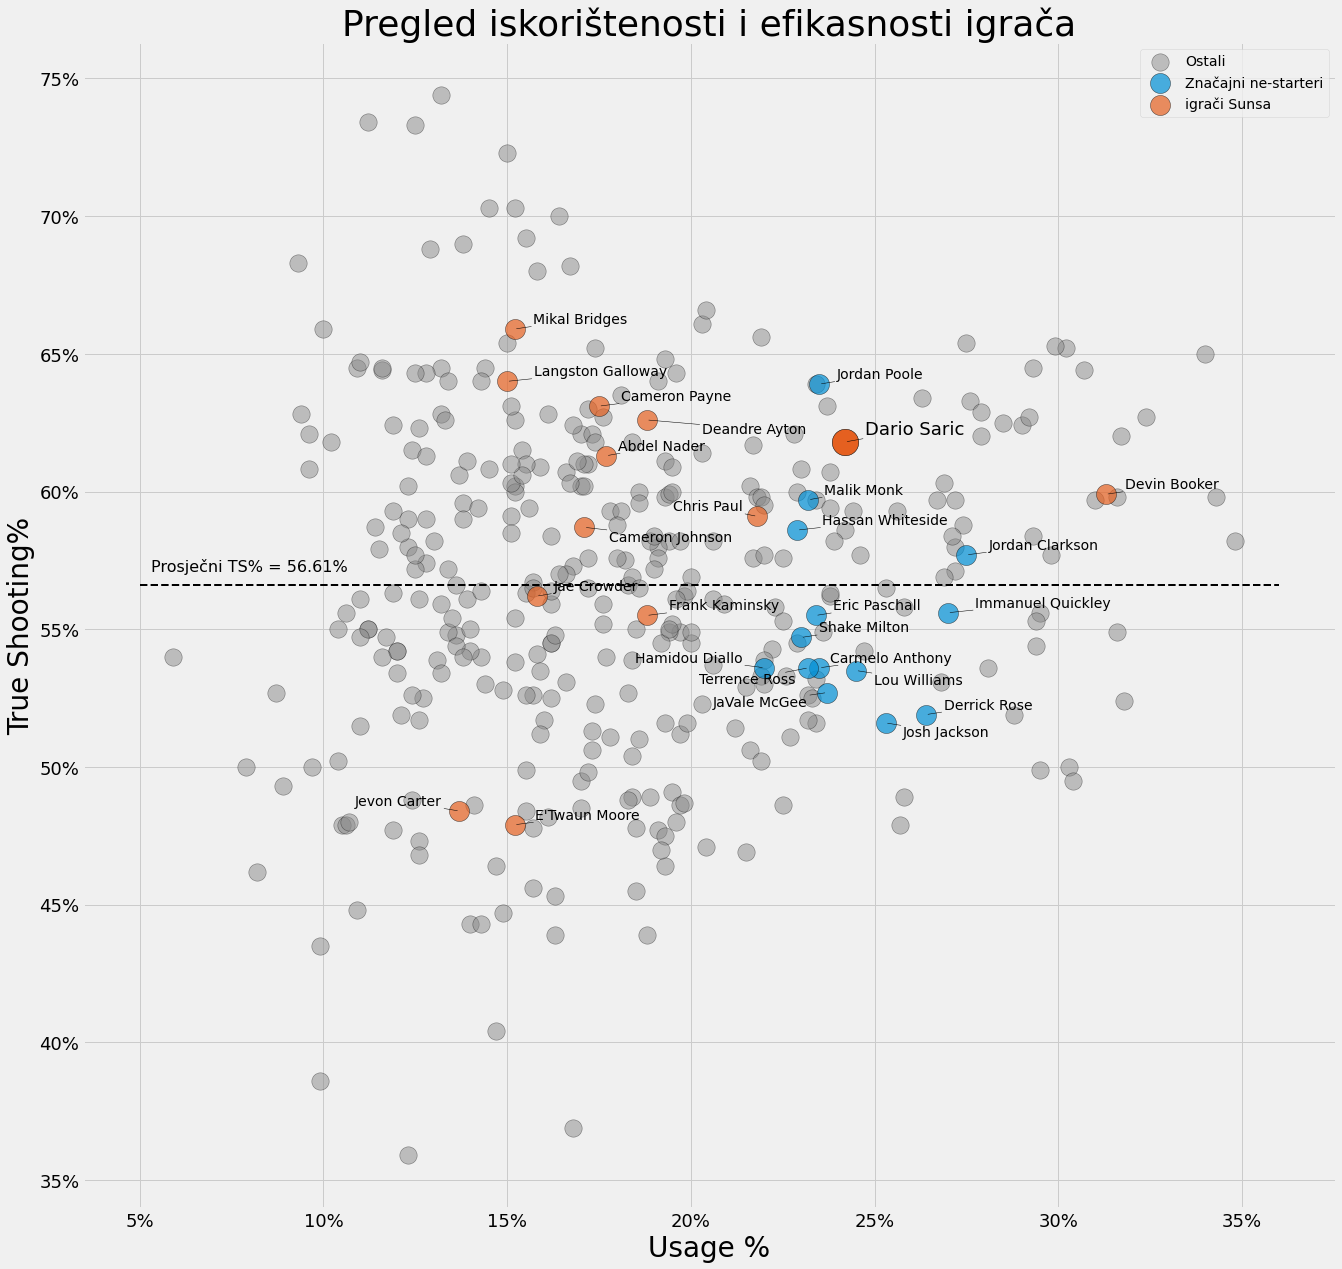 Pregled iskorištenosti i efikasnosti igrača
Ostali
Značajni ne-starteri
igrači Sunsa
75%
70%
65%
60%
55%
50%
45%
40%
35%
True Shooting%
Mikal Bridges
Langston Galloway
Jordan Poole
Cameron Payne
Deandre Ayton
Dario Saric
Abdel Nader
Devin Booker
Malik Monk
Chris Paul
Hassan Whiteside
Cameron Johnson
Jordan Clarkson
Prosječni TS% = 56.61%
Jae Crowder
Frank Kaminsky
Eric Paschall
Immanuel Quickley
Shake Milton
Hamidou Diallo
Carmelo Anthony
Terrence Ross
Lou Williams
JaVale McGee
Derrick Rose
Josh Jackson
Jevon Carter
E'Twaun Moore
5%
10%
15%
20%
25%
30%
35%
Usage %